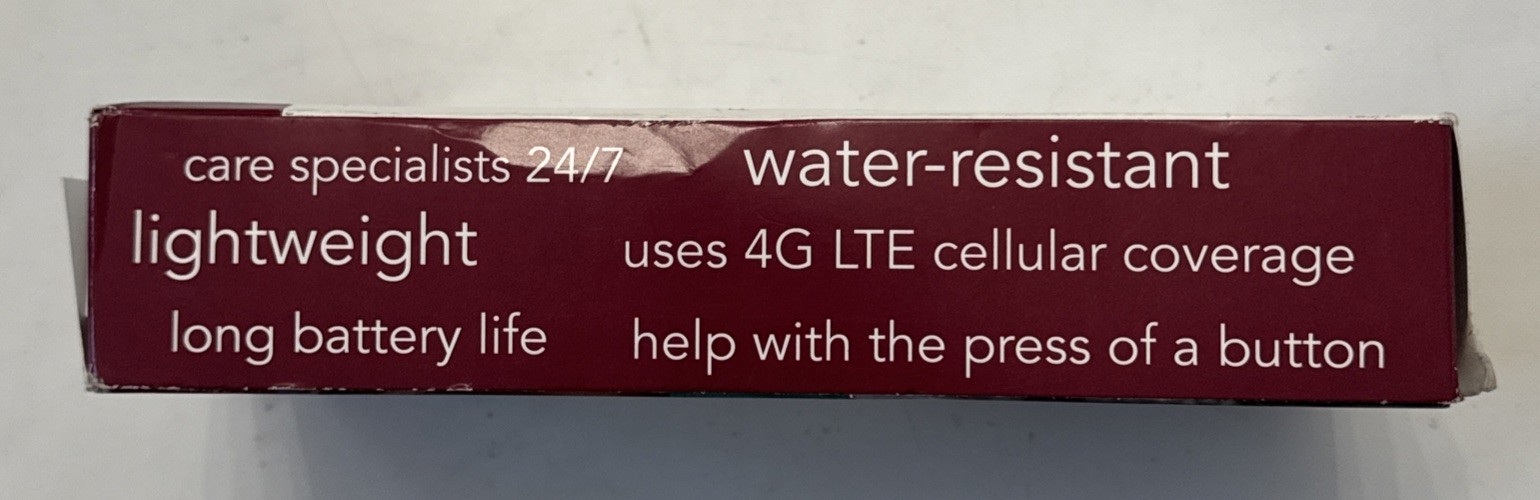 care specialists 24/7
water-resistant
lightweight
uses 4G LTE cellular coverage
long battery life
help with the press of a button